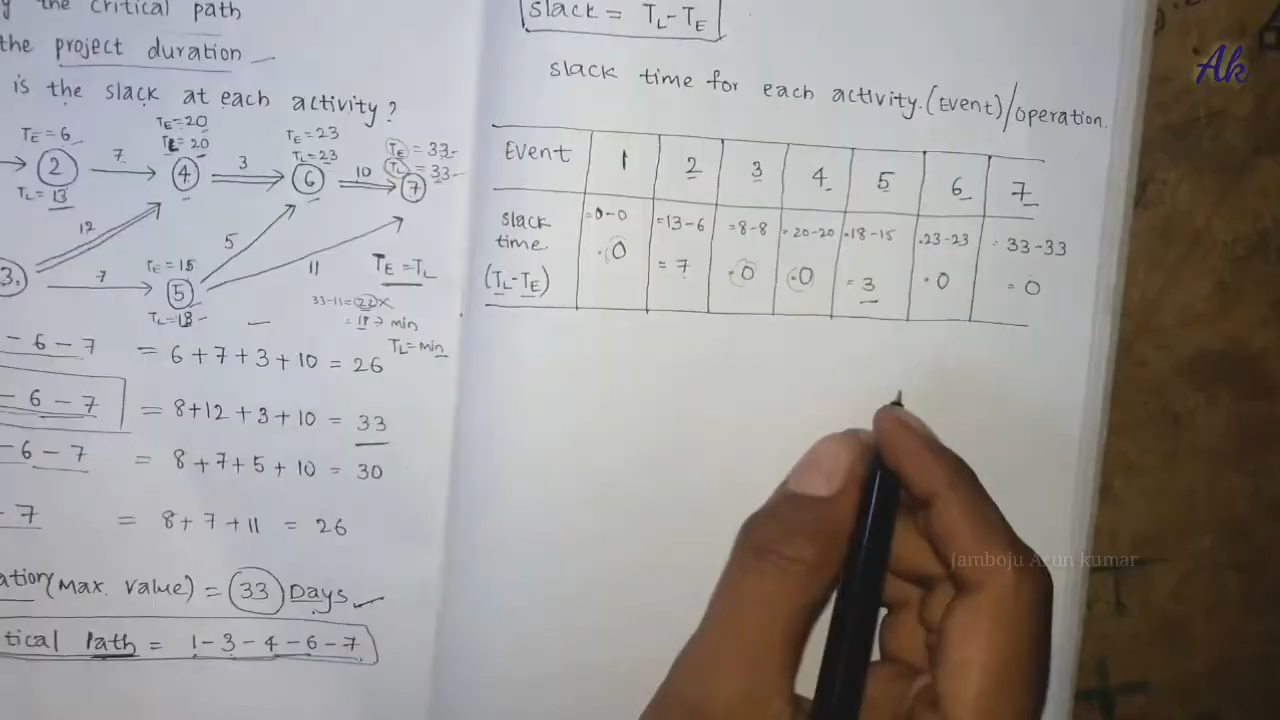 y the critical path
the project duration
is the slack at each activity?
TE=6
2
TL=13
7
TE=20
TL=20
4
3
TE=23
TL=23
6
10
TE=33
TL=33
7
12
3.
7
TE=15
5
TL=18
5
11
TE=TL
33-11=22x
=18→min
TL=min
-6-7 = 6+7+3+10=26
-6-7 = 8+12+3+10=33
-6-7 = 8+7+5+10=30
-7 = 8+7+11=26
ation(Max. value)=33 Days
tical Path = 1-3-4-6-7
slack= TL-TE
slack time for each activity.(Event)/operation.
Event 1 2 3 4 5 6 7
slack time (TL-TE)
=0-0 =13-6 =8-8 =20-20 =18-15 =23-23 =33-33
=0 =7 =0 =0 =3 =0 =0
Ak
Jamboju Arun kumar